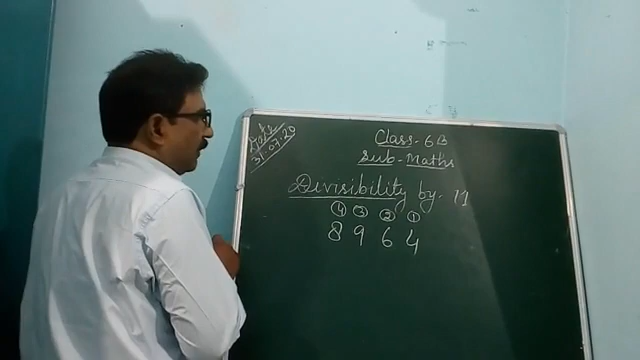 Date
31.07.20
Class-6B
Sub-Maths
Divisibility by-11
④ ③ ② ①
8 9 6 4